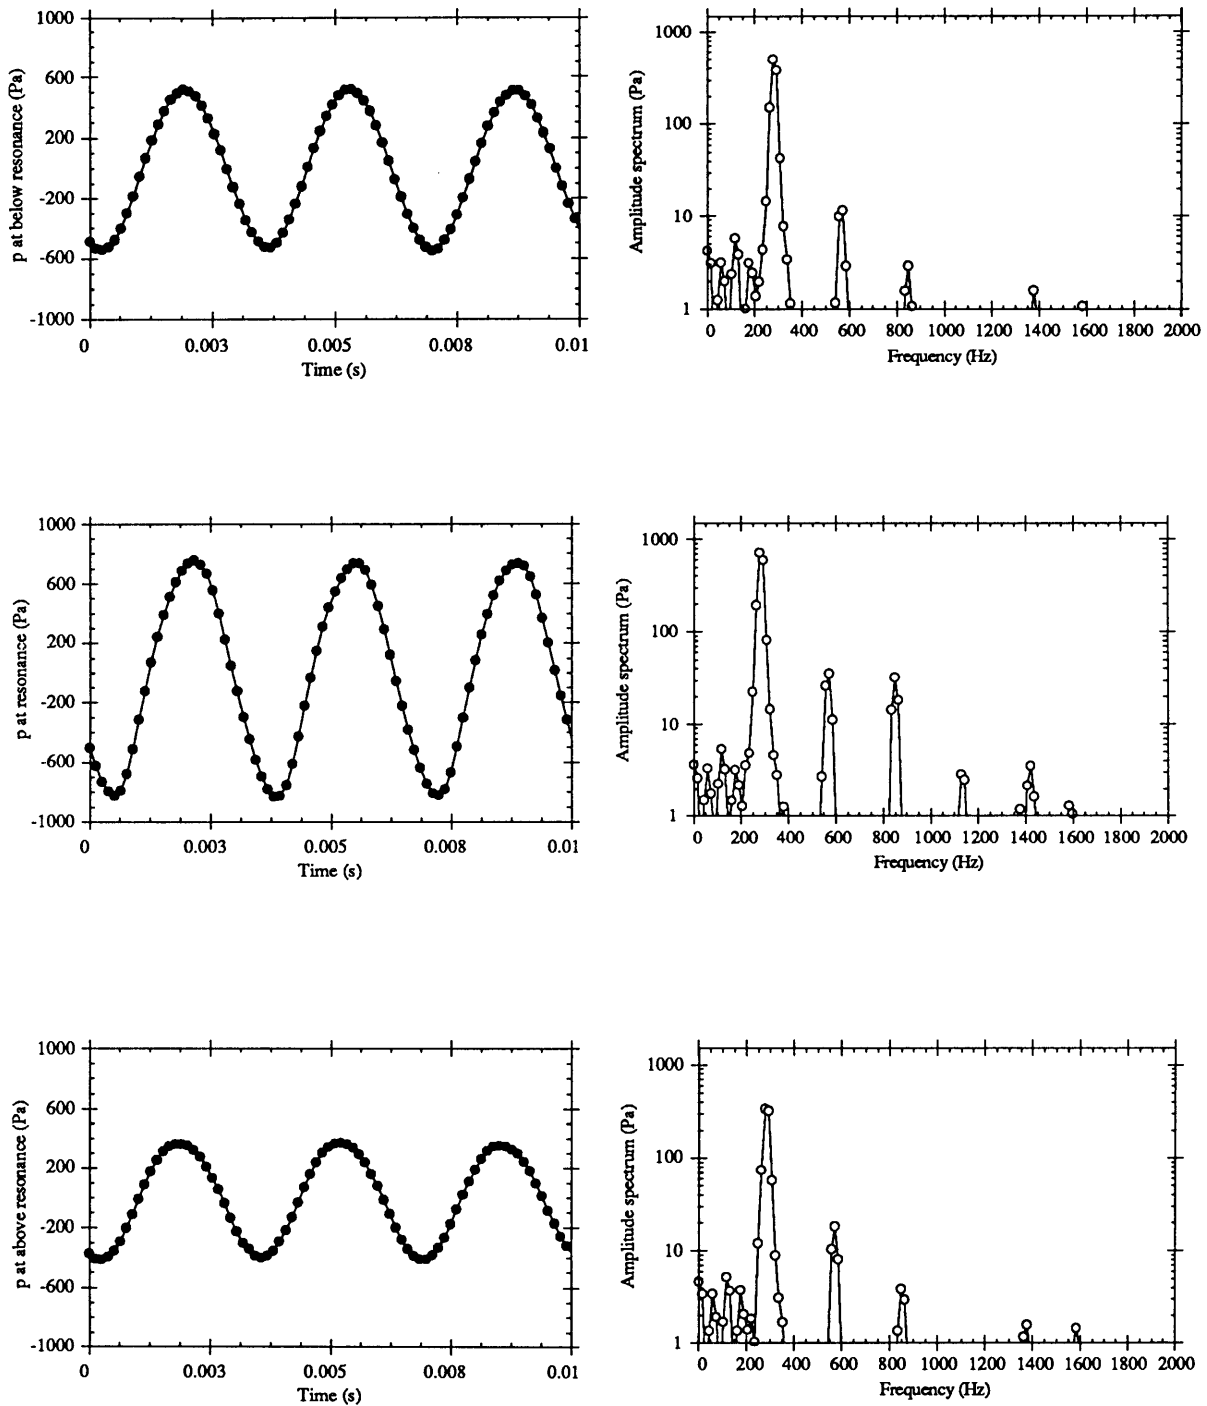 1000
600
200
-200
-600
-1000
p at below resonance (Pa)
0 0.003 0.005 0.008 0.01
Time (s)
1000
100
10
1
Amplitude spectrum (Pa)
0 200 400 600 800 1000 1200 1400 1600 1800 2000
Frequency (Hz)
1000
600
200
-200
-600
-1000
p at resonance (Pa)
0 0.003 0.005 0.008 0.01
Time (s)
1000
100
10
1
Amplitude spectrum (Pa)
0 200 400 600 800 1000 1200 1400 1600 1800 2000
Frequency (Hz)
1000
600
200
-200
-600
-1000
p at above resonance (Pa)
0 0.003 0.005 0.008 0.01
Time (s)
1000
100
10
1
Amplitude spectrum (Pa)
0 200 400 600 800 1000 1200 1400 1600 1800 2000
Frequency (Hz)